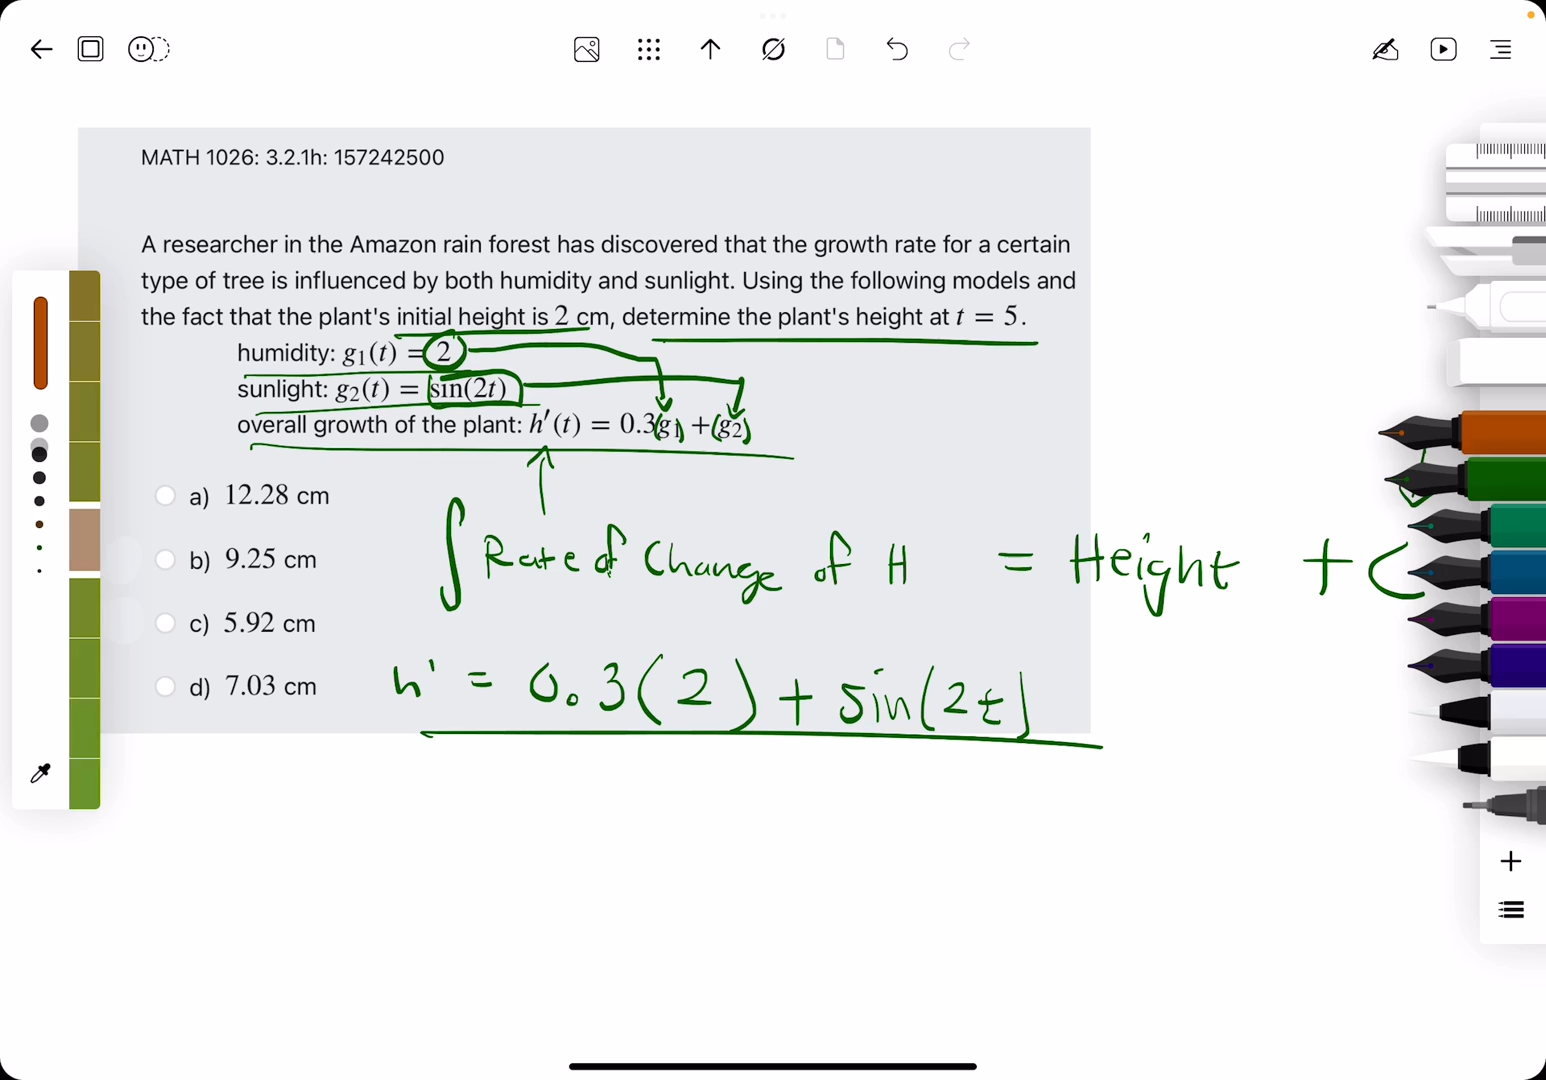 MATH 1026: 3.2.1h: 157242500
A researcher in the Amazon rain forest has discovered that the growth rate for a certain
type of tree is influenced by both humidity and sunlight. Using the following models and
the fact that the plant's initial height is 2 cm, determine the plant's height at t = 5.
humidity: g₁(t) = 2
sunlight: g₂(t) = sin(2t)
overall growth of the plant: h′(t) = 0.3(g₁) + (g₂)
a) 12.28 cm
b) 9.25 cm
c) 5.92 cm
d) 7.03 cm
∫ Rate of Change of H = Height + C
h' = 0.3(2) + sin(2t)